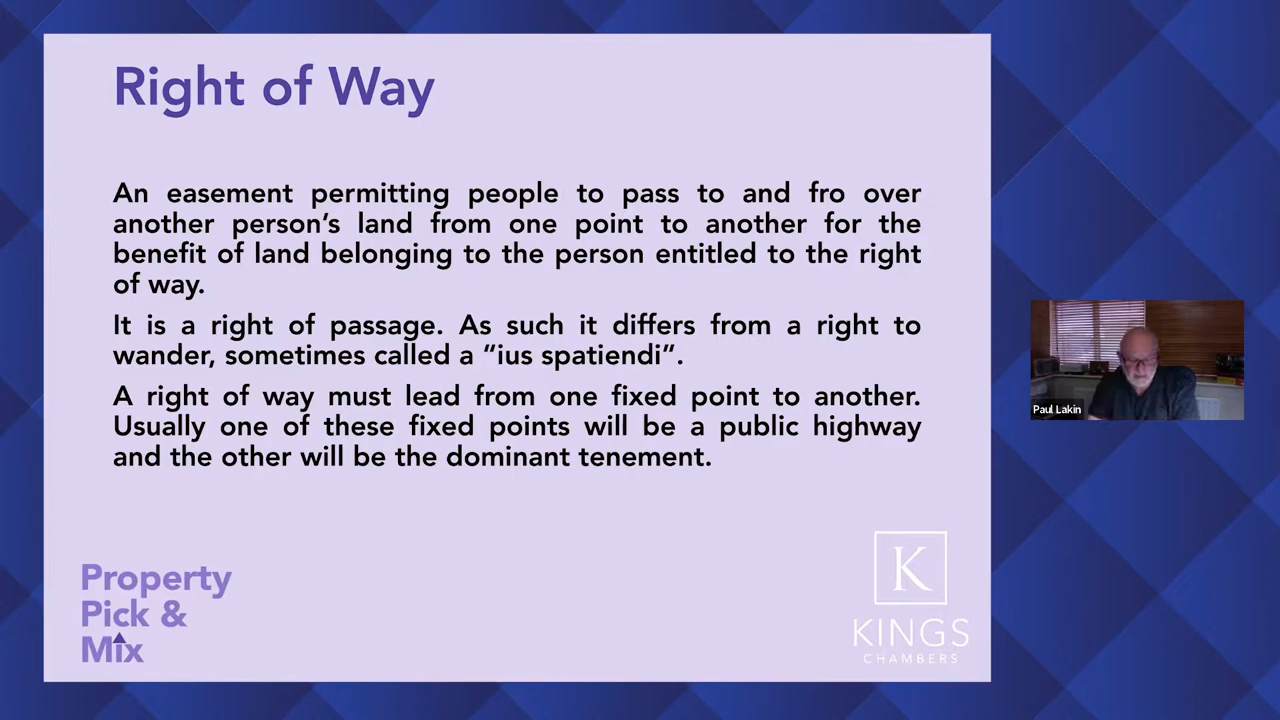 Right of Way
An easement permitting people to pass to and fro over
another person’s land from one point to another for the
benefit of land belonging to the person entitled to the right
of way.
It is a right of passage. As such it differs from a right to
wander, sometimes called a “ius spatiendi”.
A right of way must lead from one fixed point to another.
Usually one of these fixed points will be a public highway
and the other will be the dominant tenement.
Property
Pick &
Mix
K
KINGS
CHAMBERS
Paul Lakin